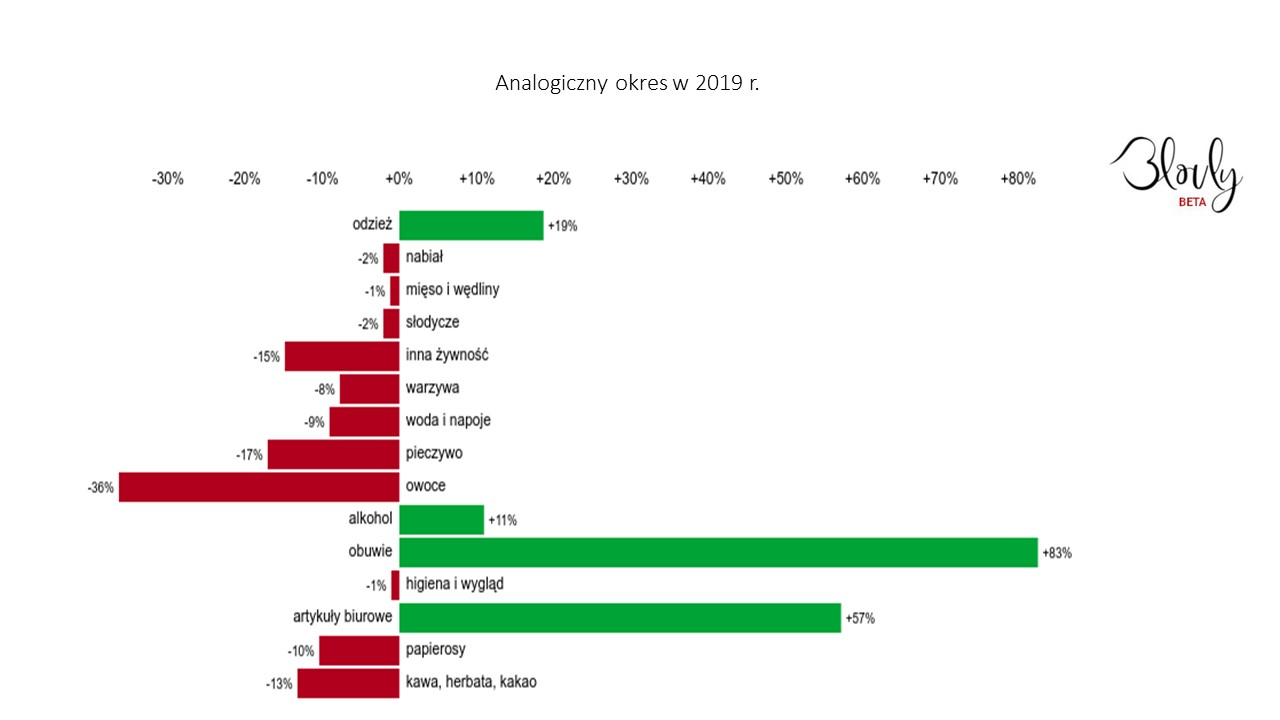 Analogiczny okres w 2019 r.
Blovly
BETA
-30% -20% -10% +0% +10% +20% +30% +40% +50% +60% +70% +80%
odzież +19%
-2% nabiał
-1% mięso i wędliny
-2% słodycze
-15% inna żywność
-8% warzywa
-9% woda i napoje
-17% pieczywo
-36% owoce
alkohol +11%
obuwie +83%
-1% higiena i wygląd
artykuły biurowe +57%
-10% papierosy
-13% kawa, herbata, kakao